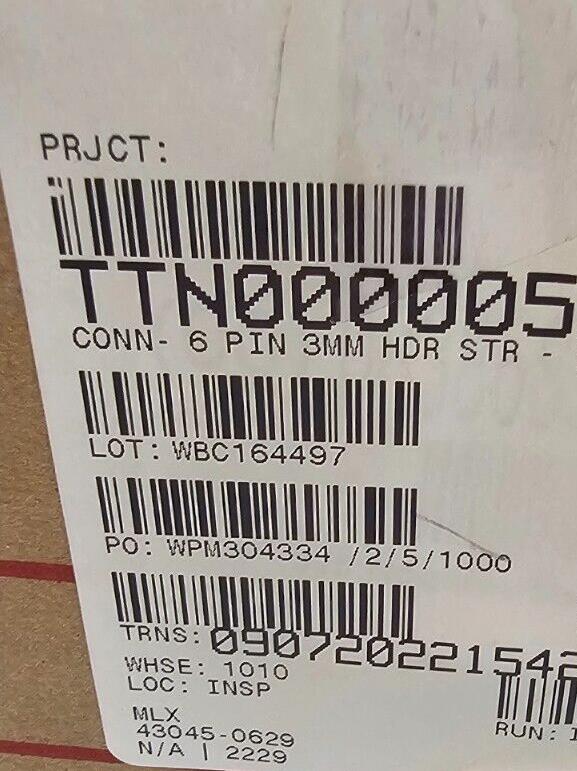 PRJCT:
TTN000005
CONN- 6 PIN 3MM HDR STR -
LOT: WBC164497
PO: WPM304334 /2/5/1000
TRNS: 090720221542
WHSE: 1010
LOC: INSP
MLX
43045-0629
N/A | 2229
RUN: